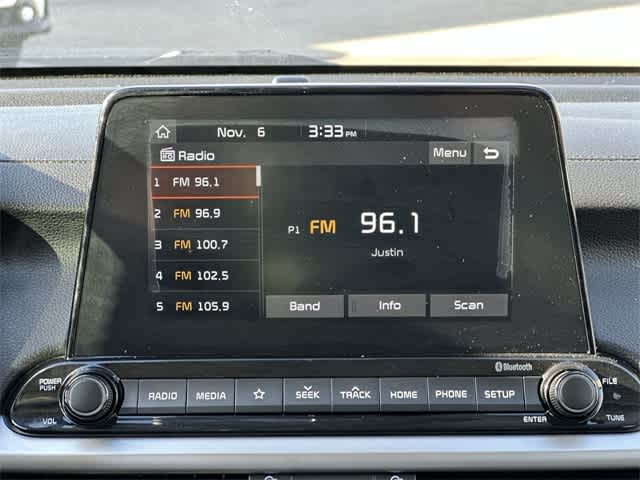 Nov. 6 3:33 PM
Radio Menu
1 FM 96.1
2 FM 96.9
3 FM 100.7
4 FM 102.5
5 FM 105.9
P1 FM 96.1
Justin
Band Info Scan
Bluetooth
POWER PUSH
VOL
RADIO MEDIA SEEK TRACK HOME PHONE SETUP
FILE
TUNE
ENTER